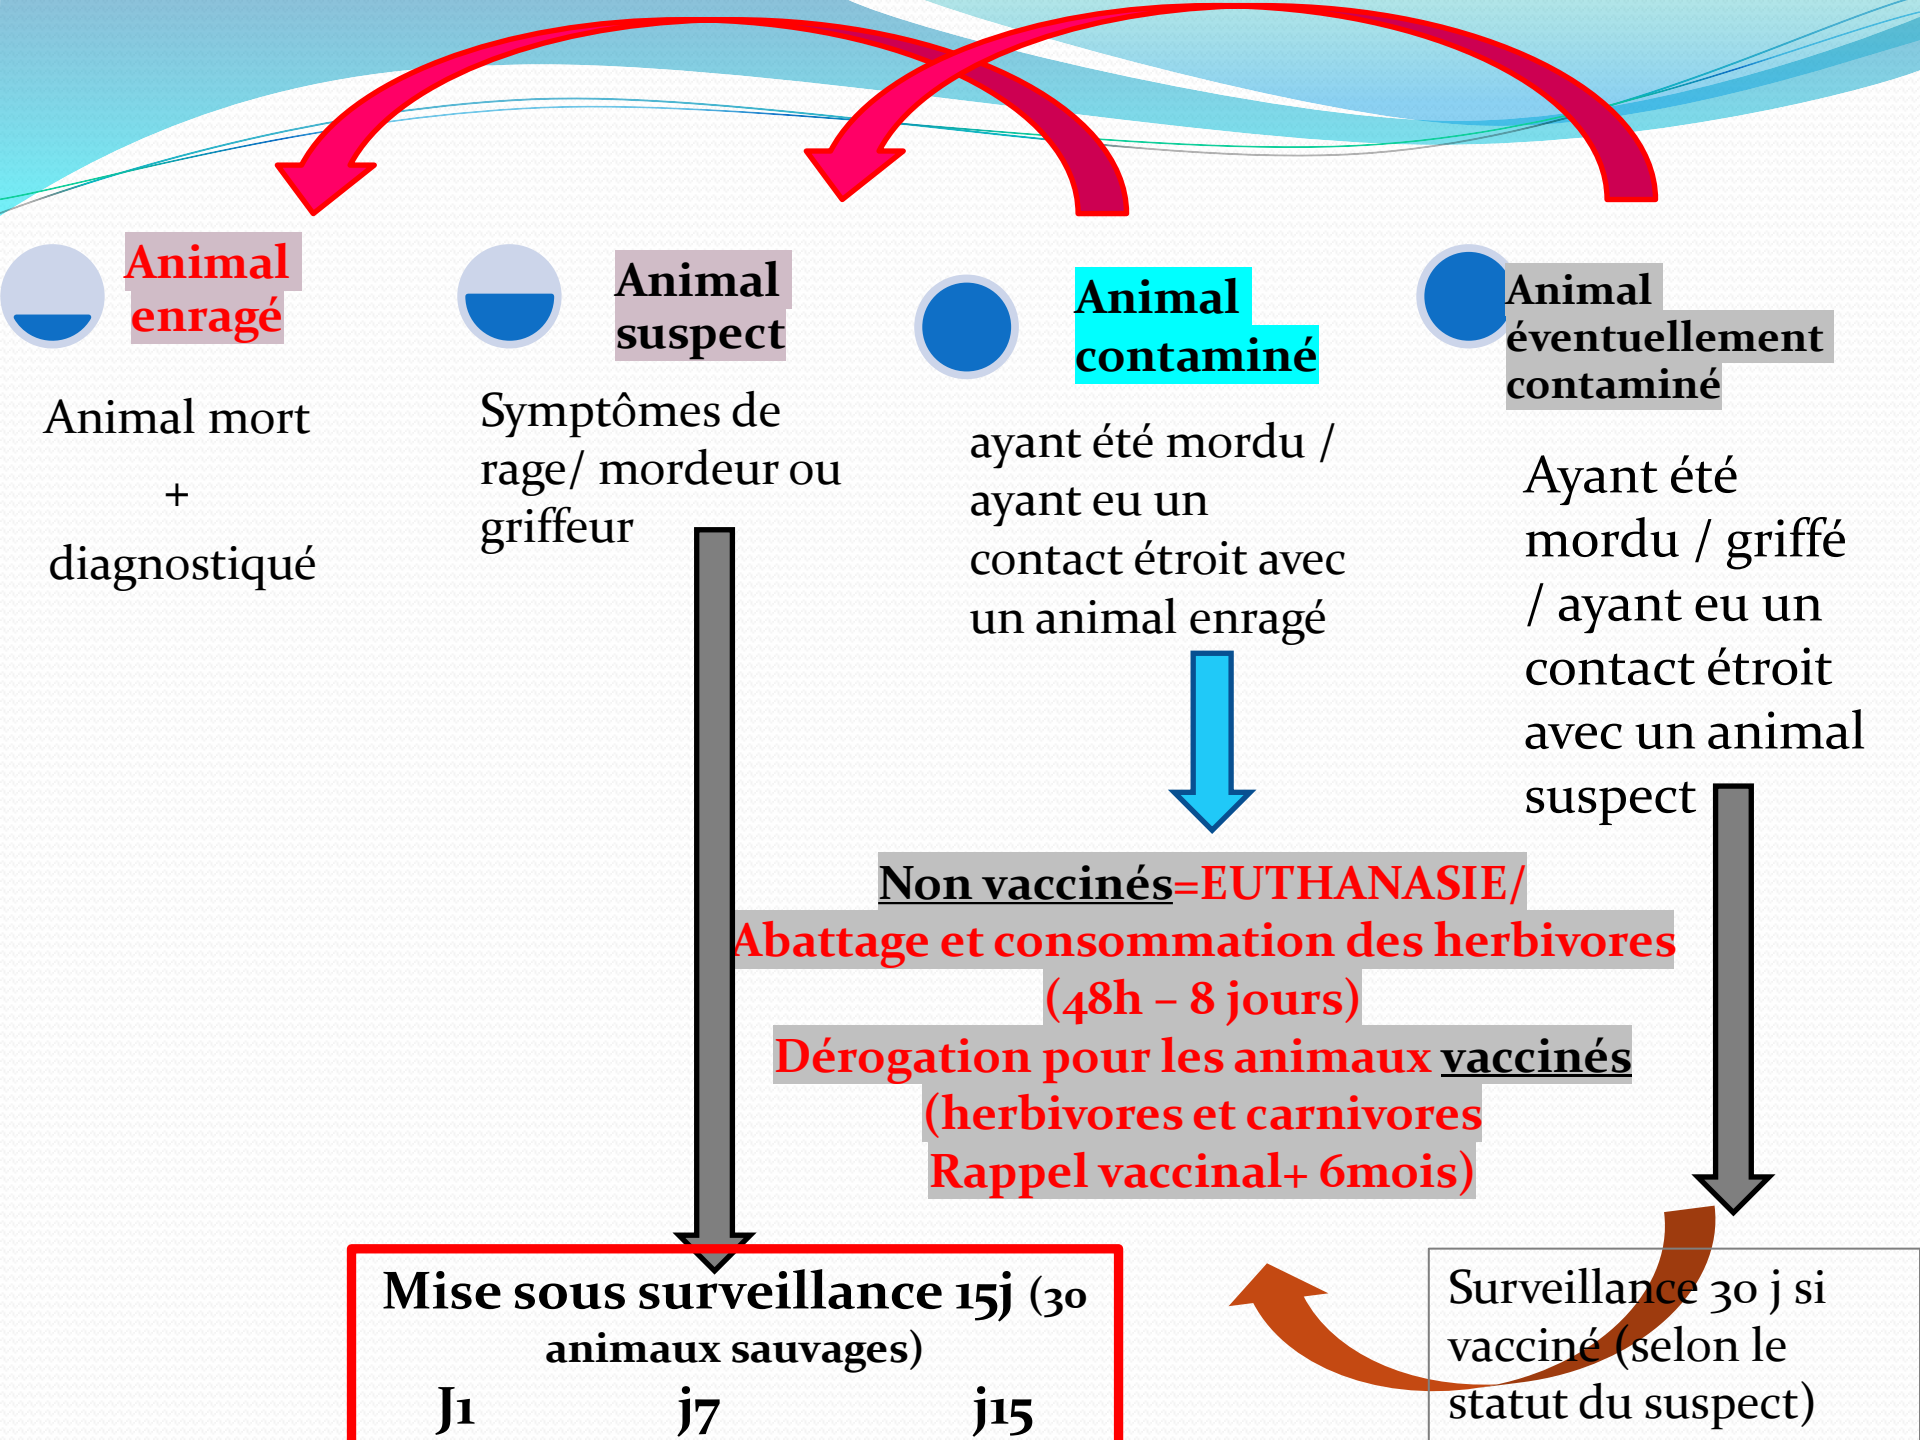 Animal
enragé
Animal mort
+
diagnostiqué
Animal
suspect
Symptômes de
rage/ mordeur ou
griffeur
Animal
contaminé
ayant été mordu /
ayant eu un
contact étroit avec
un animal enragé
Animal
éventuellement
contaminé
Ayant été
mordu / griffé
/ ayant eu un
contact étroit
avec un animal
suspect
Non vaccinés=EUTHANASIE/
Abattage et consommation des herbivores
(48h – 8 jours)
Dérogation pour les animaux vaccinés
(herbivores et carnivores
Rappel vaccinal+ 6mois)
Mise sous surveillance 15j (30
animaux sauvages)
J1 j7 j15
Surveillance 30 j si
vacciné (selon le
statut du suspect)